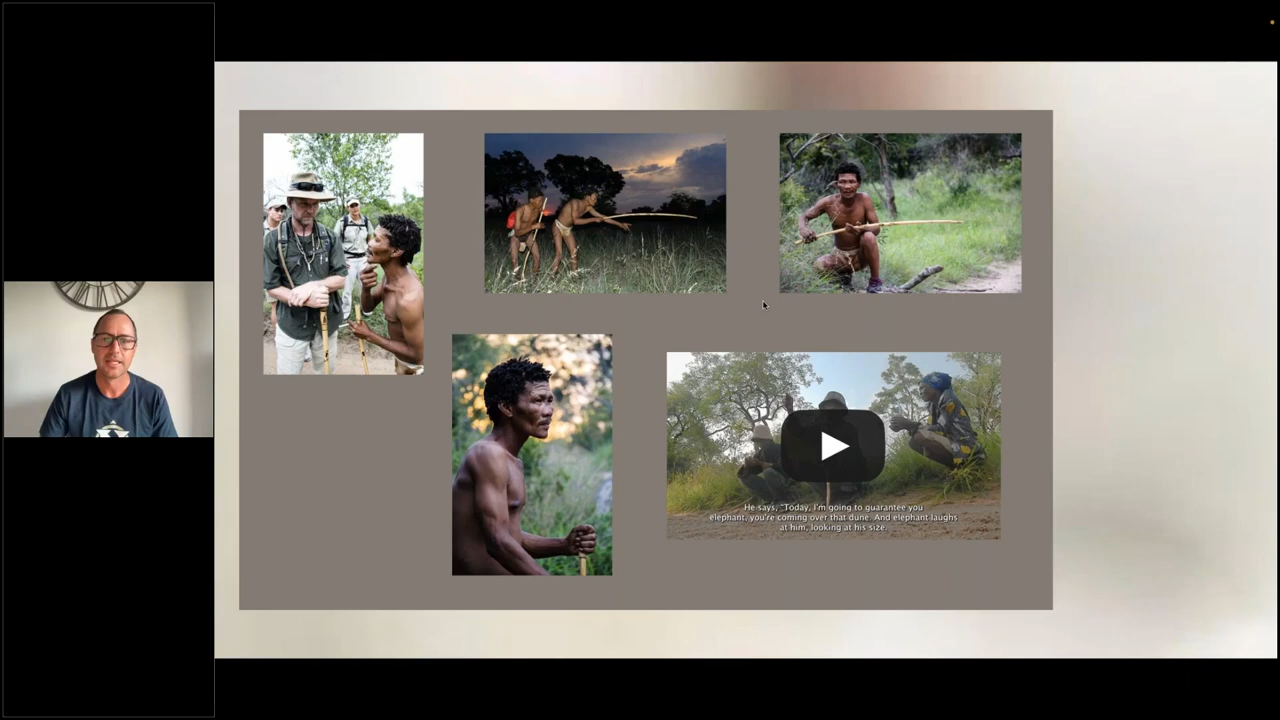 He says, "Today, I'm going to guarantee you
elephant, you're coming over that dune. And elephant laughs
at him, looking at his size.